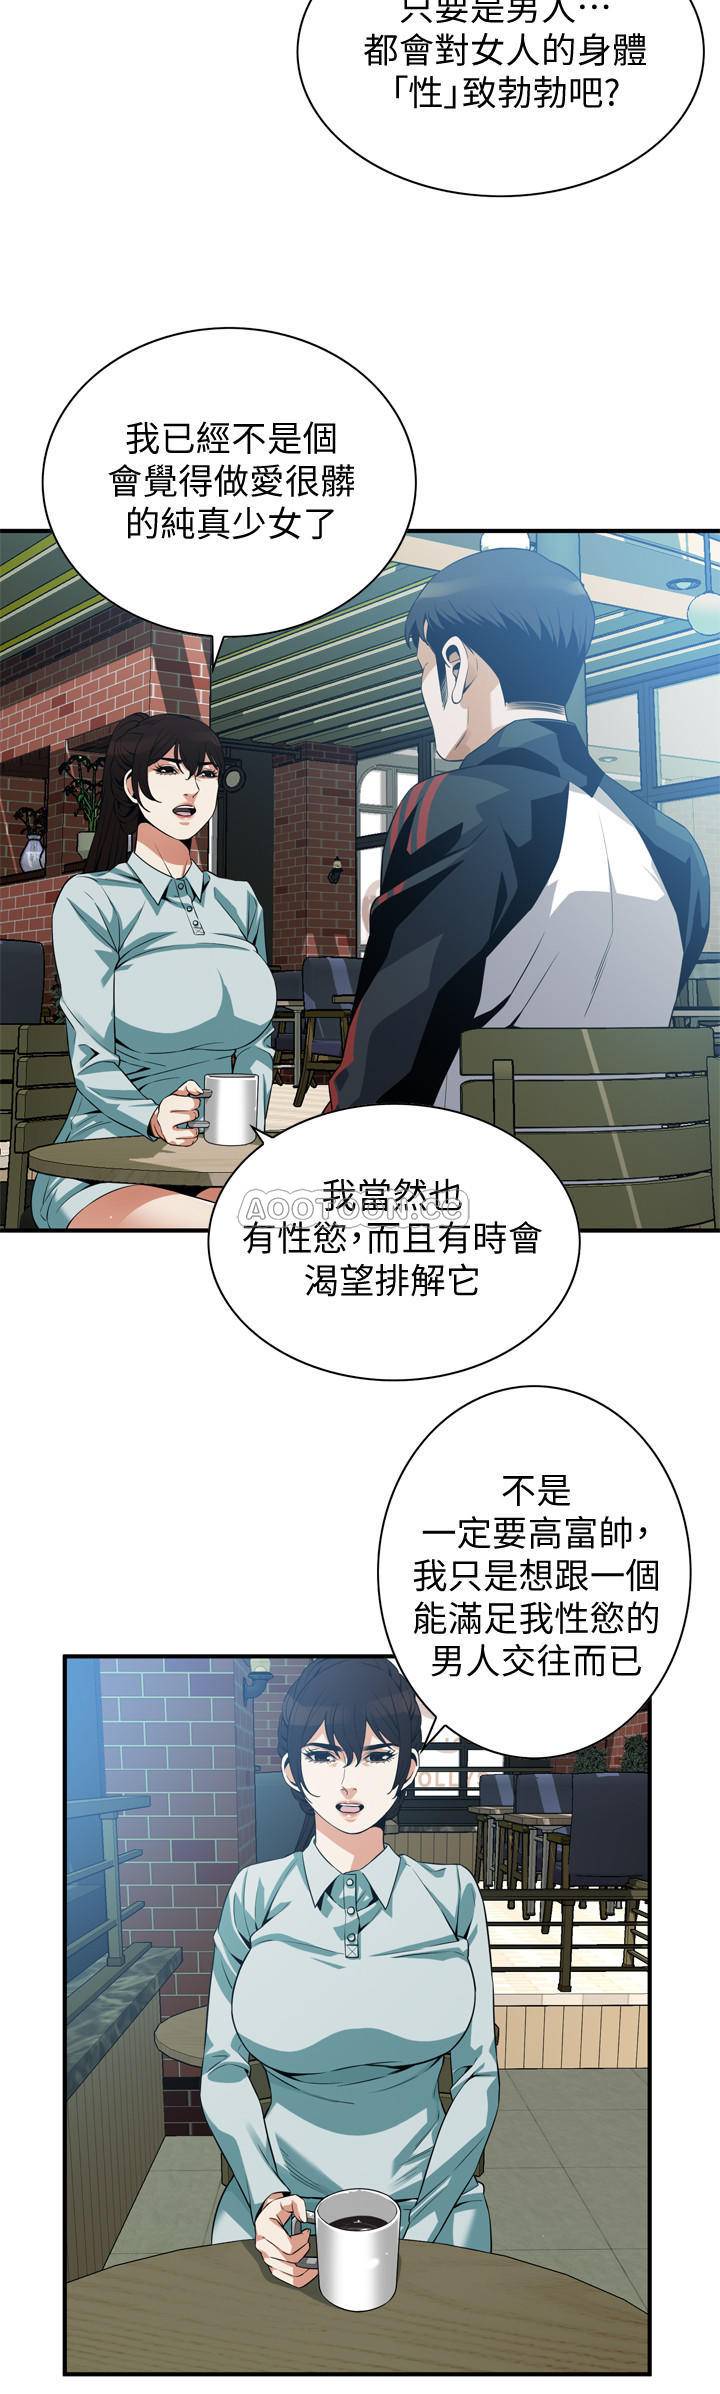 只要是男人…
都會對女人的身體
「性」致勃勃吧?
我已經不是個
會覺得做愛很髒
的純真少女了
我當然也
有性慾,而且有時會
渴望排解它
AOOTOON.CC
不是
一定要高富帥,
我只是想跟一個
能滿足我性慾的
男人交往而已